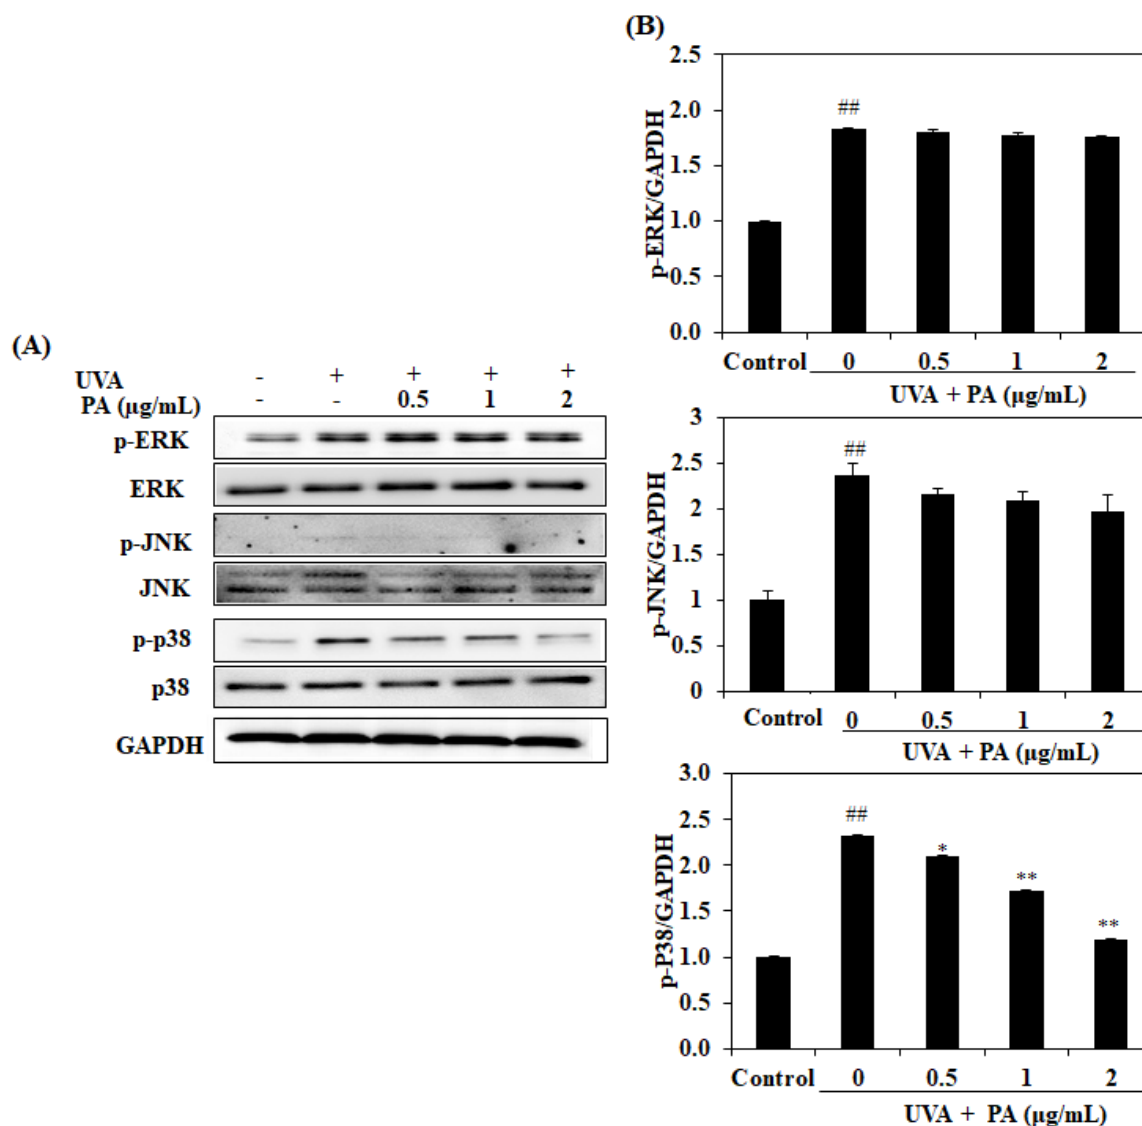 (A)
UVA - + + + +
PA (μg/mL) - - 0.5 1 2
p-ERK
ERK
p-JNK
JNK
p-p38
p38
GAPDH
(B)
p-ERK/GAPDH
2.5
2.0
1.5
1.0
0.5
0.0
##
Control 0 0.5 1 2
UVA + PA (μg/mL)
p-JNK/GAPDH
3
2.5
2
1.5
1
0.5
0
##
Control 0 0.5 1 2
UVA + PA (μg/mL)
p-P38/GAPDH
3.0
2.5
2.0
1.5
1.0
0.5
0.0
## * ** **
Control 0 0.5 1 2
UVA + PA (μg/mL)